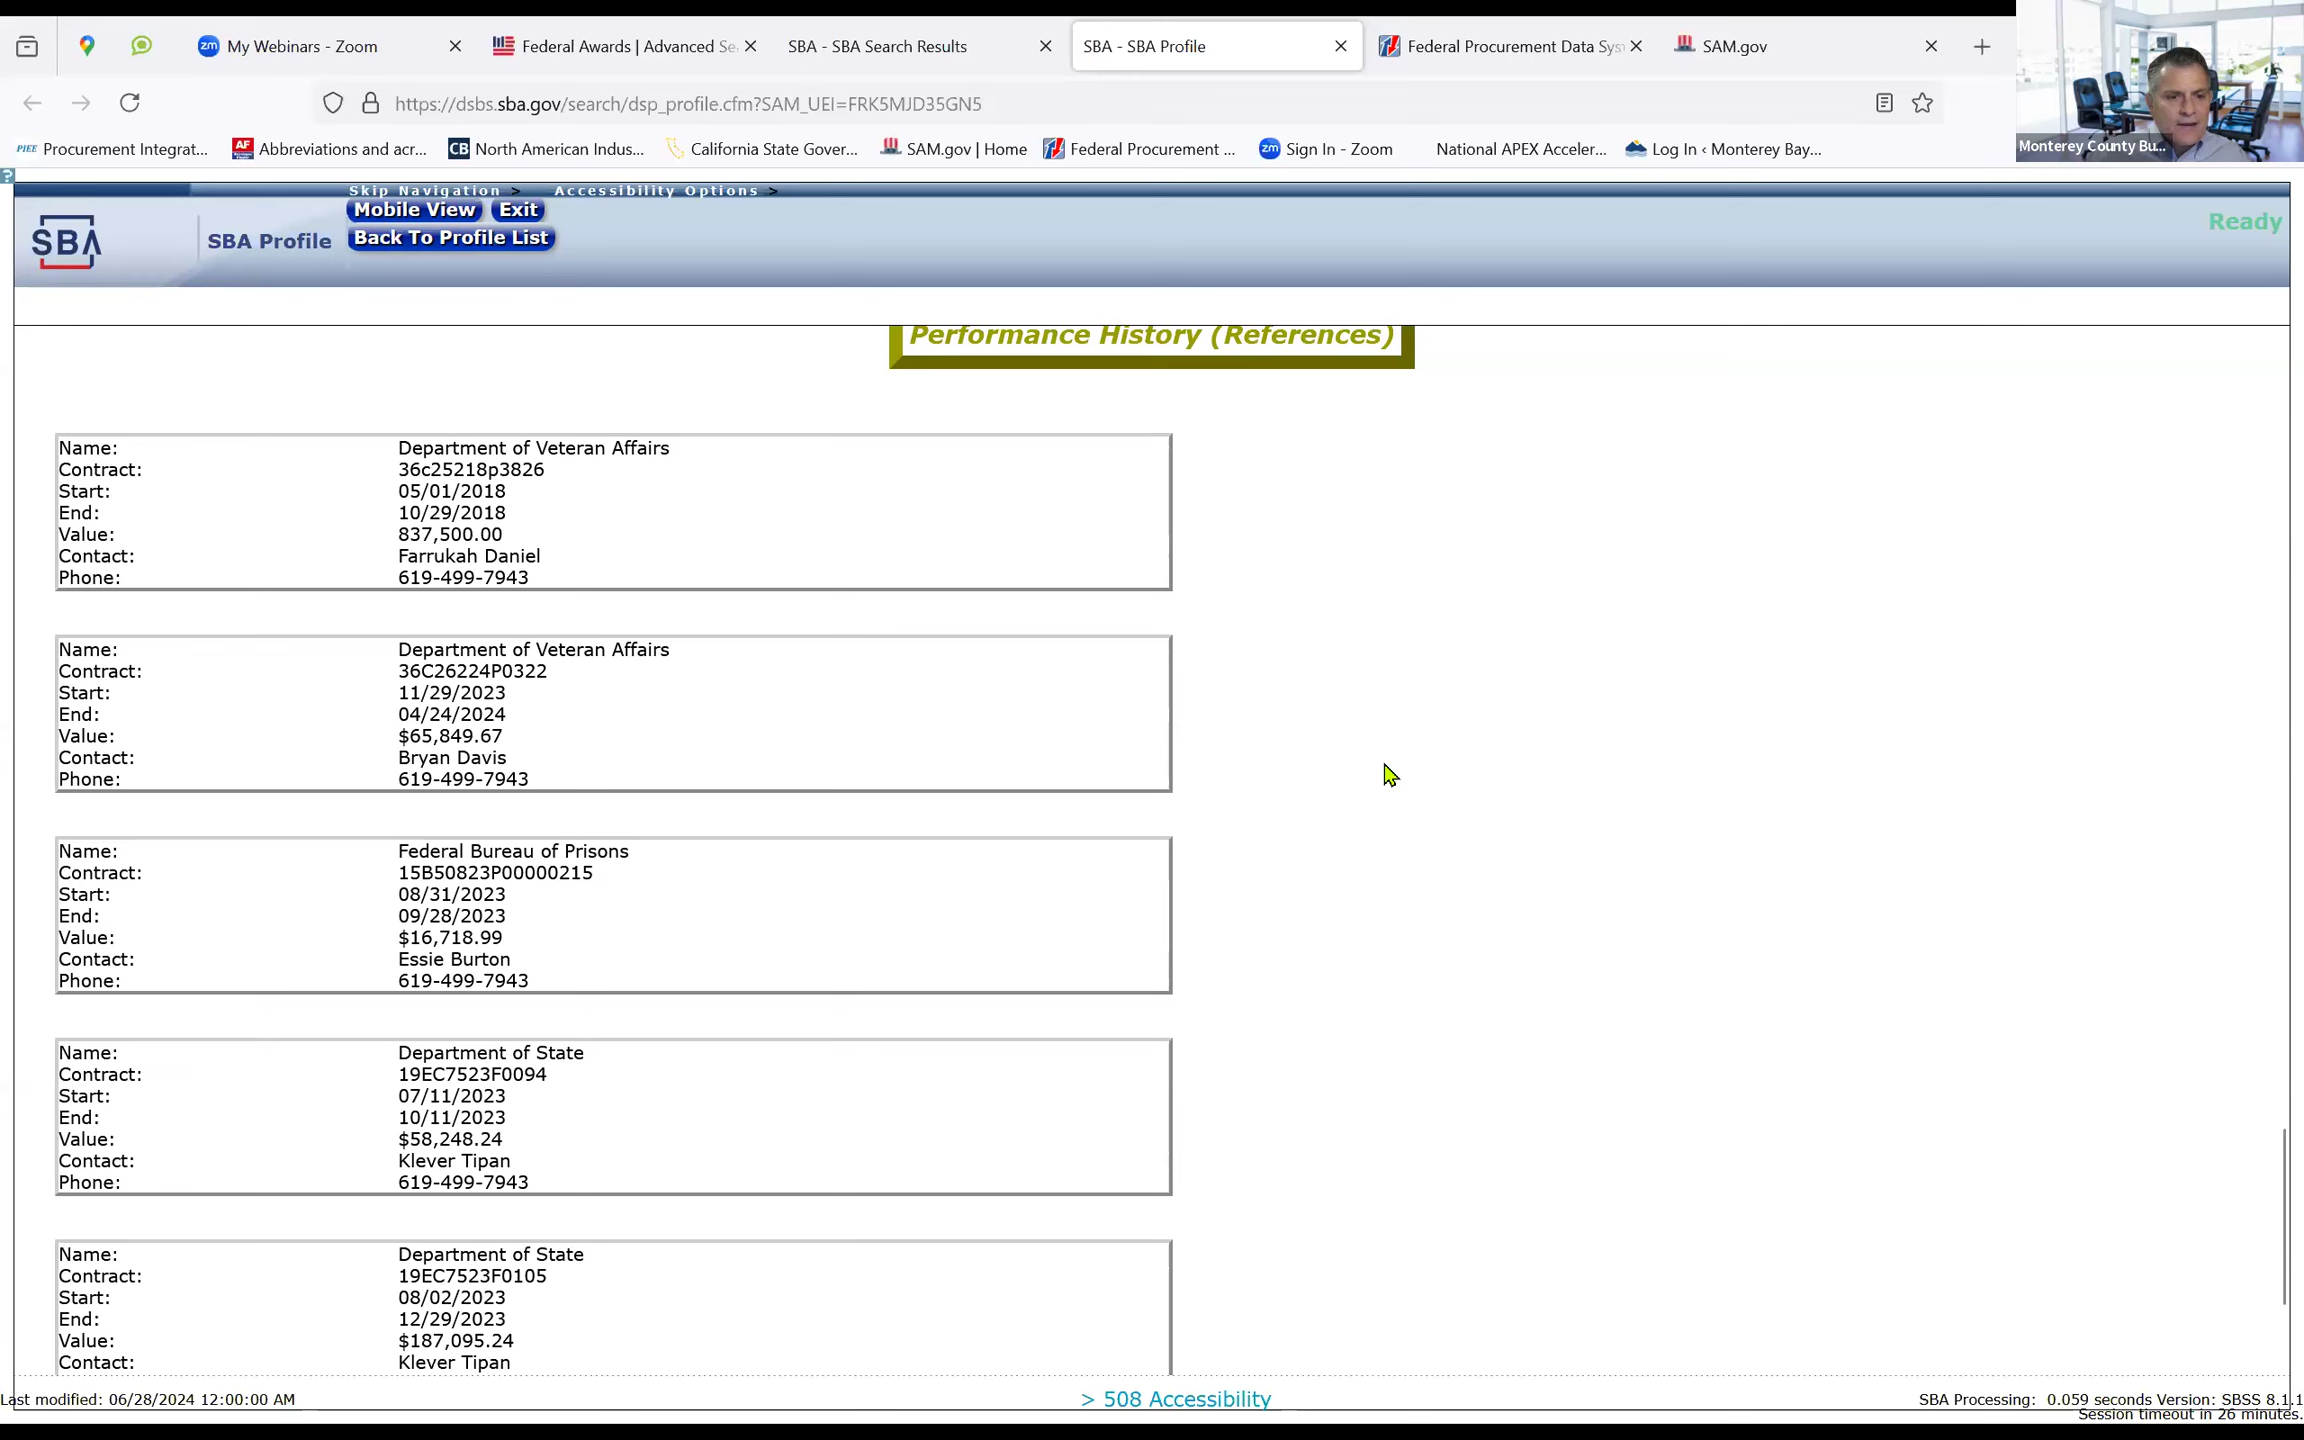 My Webinars - Zoom
Federal Awards | Advanced Se
SBA - SBA Search Results
SBA - SBA Profile
Federal Procurement Data Sys
SAM.gov
https://dsbs.sba.gov/search/dsp_profile.cfm?SAM_UEI=FRK5MJD35GN5
PIEE Procurement Integrat...
AF Abbreviations and acr...
CB North American Indus...
California State Gover...
SAM.gov | Home
Federal Procurement ...
zm Sign In - Zoom
National APEX Acceler...
Log In ‹ Monterey Bay...
Monterey County Bu...
?
Skip Navigation > Accessibility Options >
Mobile View Exit
Back To Profile List
SBA
SBA Profile
Ready
Performance History (References)
Name: Department of Veteran Affairs
Contract: 36c25218p3826
Start: 05/01/2018
End: 10/29/2018
Value: 837,500.00
Contact: Farrukah Daniel
Phone: 619-499-7943
Name: Department of Veteran Affairs
Contract: 36C26224P0322
Start: 11/29/2023
End: 04/24/2024
Value: $65,849.67
Contact: Bryan Davis
Phone: 619-499-7943
Name: Federal Bureau of Prisons
Contract: 15B50823P00000215
Start: 08/31/2023
End: 09/28/2023
Value: $16,718.99
Contact: Essie Burton
Phone: 619-499-7943
Name: Department of State
Contract: 19EC7523F0094
Start: 07/11/2023
End: 10/11/2023
Value: $58,248.24
Contact: Klever Tipan
Phone: 619-499-7943
Name: Department of State
Contract: 19EC7523F0105
Start: 08/02/2023
End: 12/29/2023
Value: $187,095.24
Contact: Klever Tipan
Last modified: 06/28/2024 12:00:00 AM
> 508 Accessibility
SBA Processing: 0.059 seconds Version: SBSS 8.1.1
Session timeout in 26 minutes.